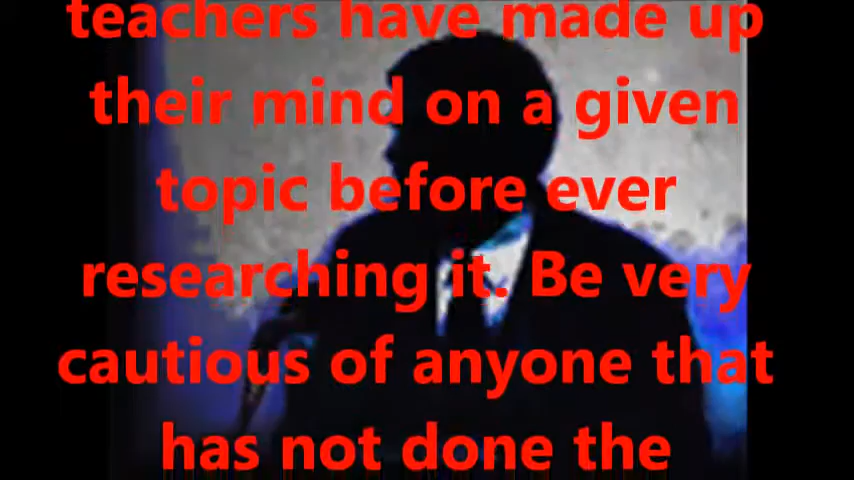 teachers have made up
their mind on a given
topic before ever
researching it. Be very
cautious of anyone that
has not done the